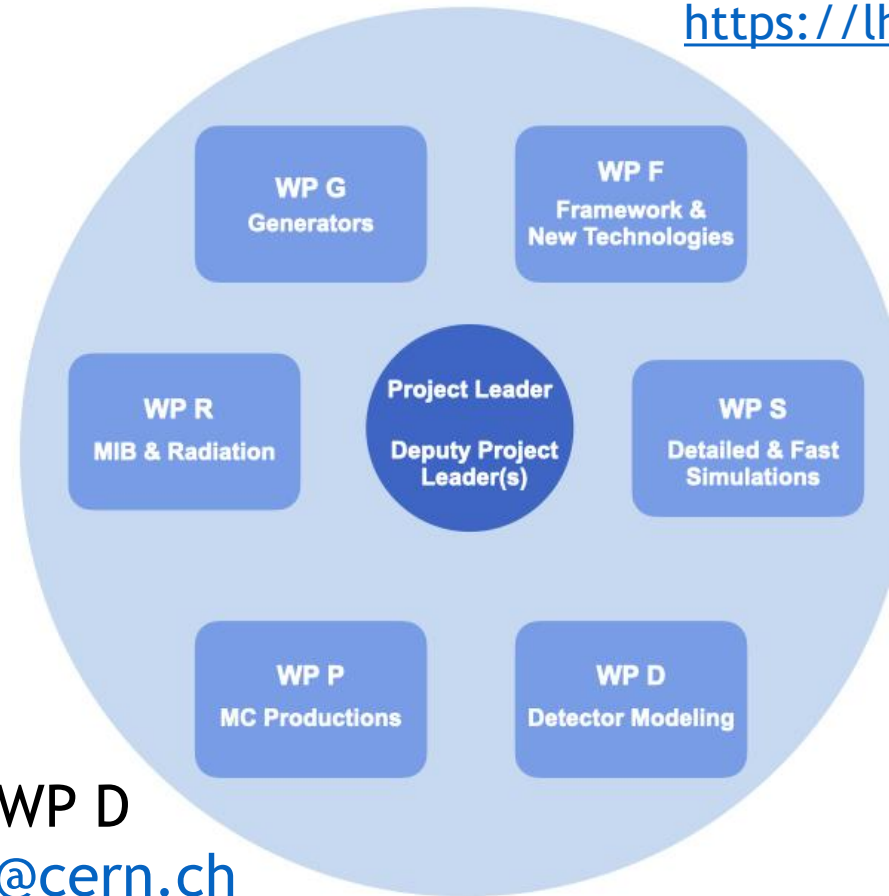 https://lh
WP G
Generators
WP F
Framework &
New Technologies
WP R
MIB & Radiation
Project Leader
Deputy Project
Leader(s)
WP S
Detailed & Fast
Simulations
WP P
MC Productions
WP D
Detector Modeling
WP D
@cern.ch